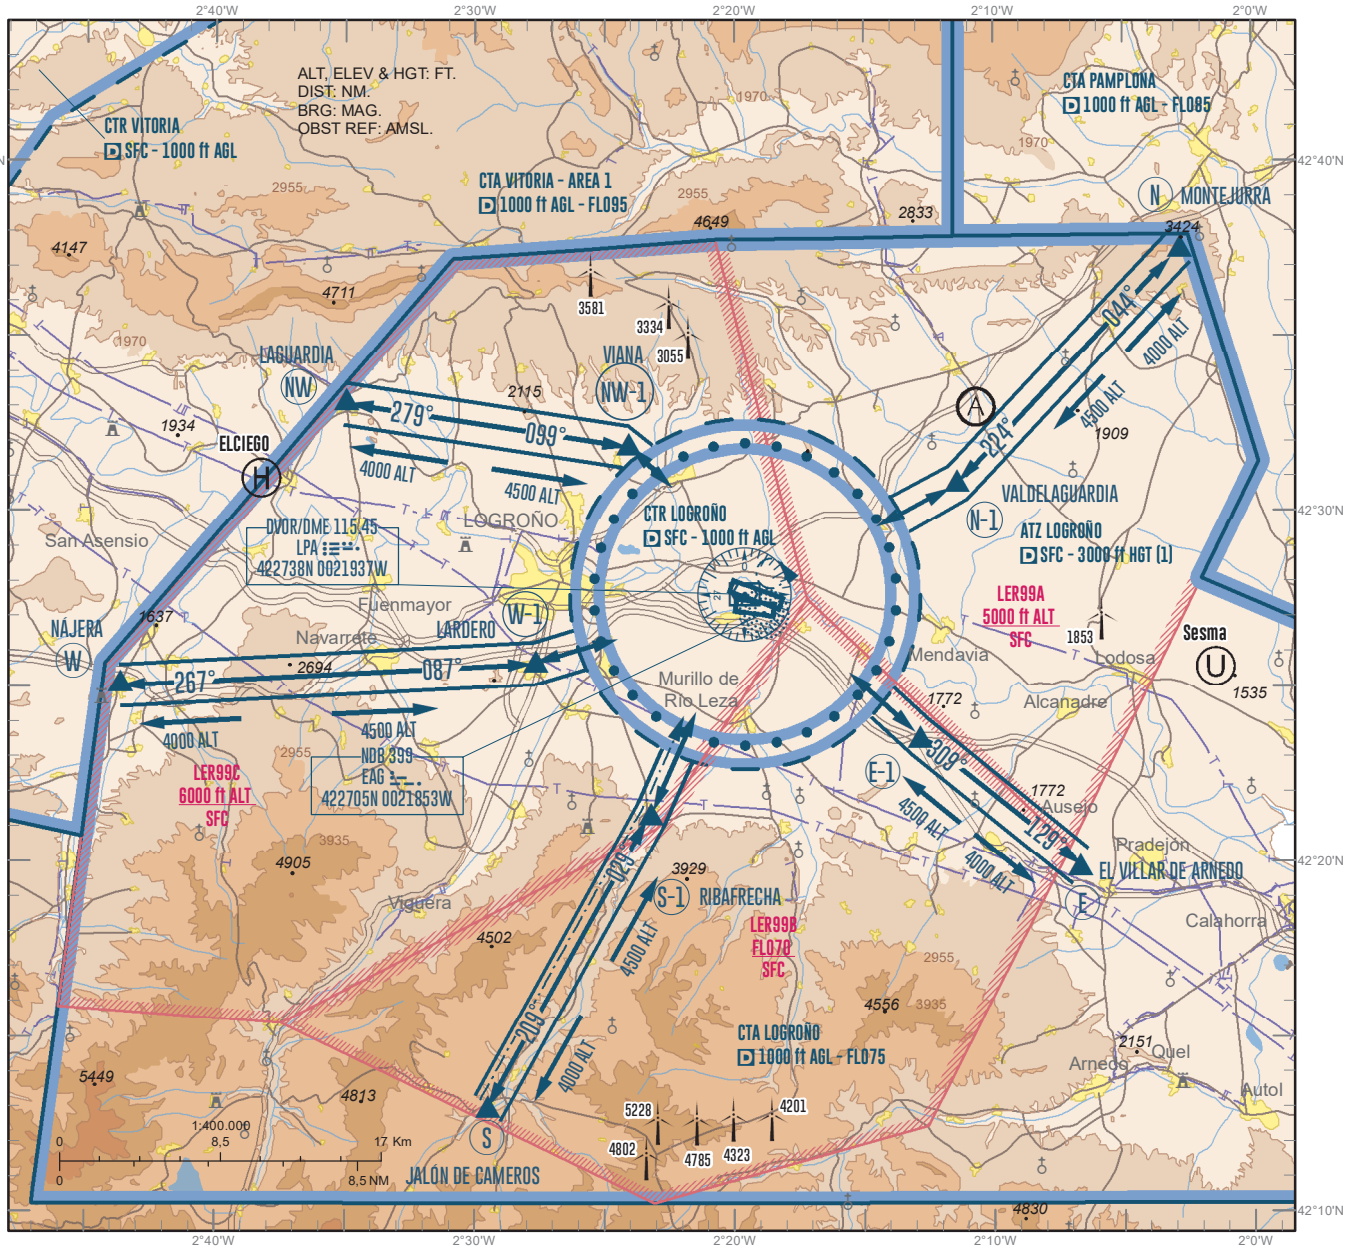 2°40'W
2°30'W
2°20'W
2°10'W
2°0'W
ALT, ELEV & HGT: FT.
DIST: NM.
BRG: MAG.
OBST REF: AMSL.
CTR VITORIA
D SFC - 1000 ft AGL
CTA PAMPLONA
D 1000 ft AGL - FL085
1970
1970
N
42°40'N
CTA VITORIA - AREA 1
D 1000 ft AGL - FL095
2955
2955
N
MONTEJURRA
4649
2833
3424
4147
4711
3581
3334
3055
044°
4000 ALT
1970
LAGUARDIA
NW
VIANA
NW-1
2115
279°
099°
4000 ALT
4500 ALT
A
4500 ALT
224°
1909
1934
ELCIEGO
H
VALDELAGUARDIA
N-1
42°30'N
San Asensio
DVOR/DME 115,45
LPA
422738N 0021937W
LOGROÑO
CTR LOGROÑO
D SFC - 1000 ft AGL
ATZ LOGROÑO
D SFC - 3000 ft HGT (1)
0
27
LER99A
5000 ft ALT
SFC
1637
Fuenmayor
W-1
NÁJERA
W
Navarrete
LARDERO
1853
Sesma
U
2694
267°
087°
Mendavia
Lodosa
1535
Murillo de
Río Leza
1772
Alcanadre
4000 ALT
4500 ALT
2955
LER99C
6000 ft ALT
SFC
NDB 399
EAG
422705N 0021853W
309°
E-1
1772
Ausejo
4500 ALT
129°
Pradejón
3935
4905
029°
3929
4000 ALT
EL VILLAR DE ARNEDO
E
42°20'N
Viguera
S-1
RIBAFRECHA
Calahorra
4502
4500 ALT
LER99B
FL070
SFC
2955
209°
4556
3935
CTA LOGROÑO
D 1000 ft AGL - FL075
4000 ALT
2151
Quel
Arnedo
Autol
5449
4813
1:400.000
0
8,5
17 Km
0
8,5 NM
S
JALÓN DE CAMEROS
5228
4201
4802
4785
4323
4830
42°10'N
2°40'W
2°30'W
2°20'W
2°10'W
2°0'W